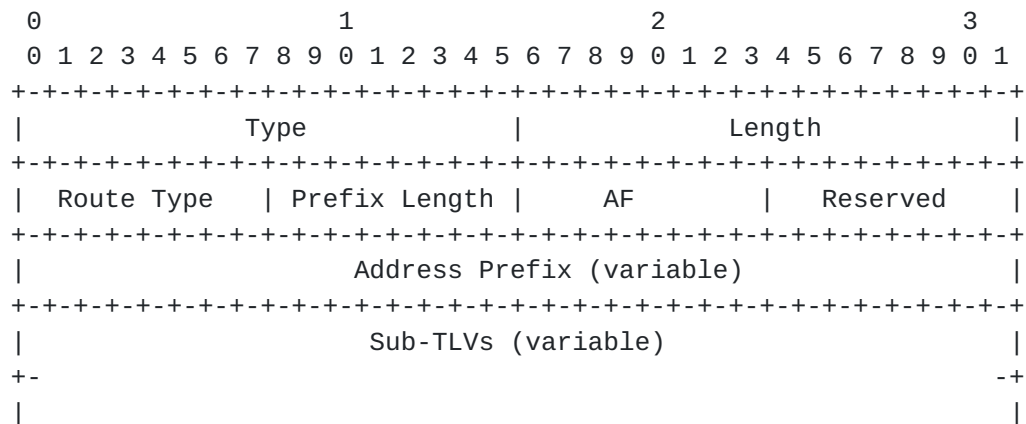 0                   1                   2                   3
 0 1 2 3 4 5 6 7 8 9 0 1 2 3 4 5 6 7 8 9 0 1 2 3 4 5 6 7 8 9 0 1
+-+-+-+-+-+-+-+-+-+-+-+-+-+-+-+-+-+-+-+-+-+-+-+-+-+-+-+-+-+-+-+-+
|              Type             |             Length            |
+-+-+-+-+-+-+-+-+-+-+-+-+-+-+-+-+-+-+-+-+-+-+-+-+-+-+-+-+-+-+-+-+
|  Route Type   | Prefix Length |     AF        |   Reserved    |
+-+-+-+-+-+-+-+-+-+-+-+-+-+-+-+-+-+-+-+-+-+-+-+-+-+-+-+-+-+-+-+-+
|                     Address Prefix (variable)                 |
+-+-+-+-+-+-+-+-+-+-+-+-+-+-+-+-+-+-+-+-+-+-+-+-+-+-+-+-+-+-+-+-+
|                      Sub-TLVs (variable)                      |
+-                                                             -+
|                                                               |